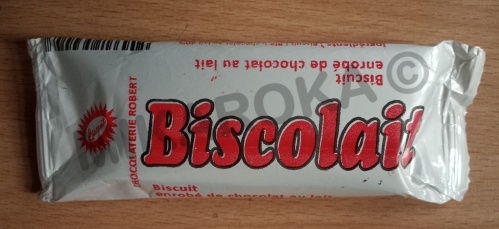 Biscuit
enrobé de chocolat au lait
CHOCOLATERIE ROBERT
Biscolait
Biscuit
enrobé de chocolat au lait